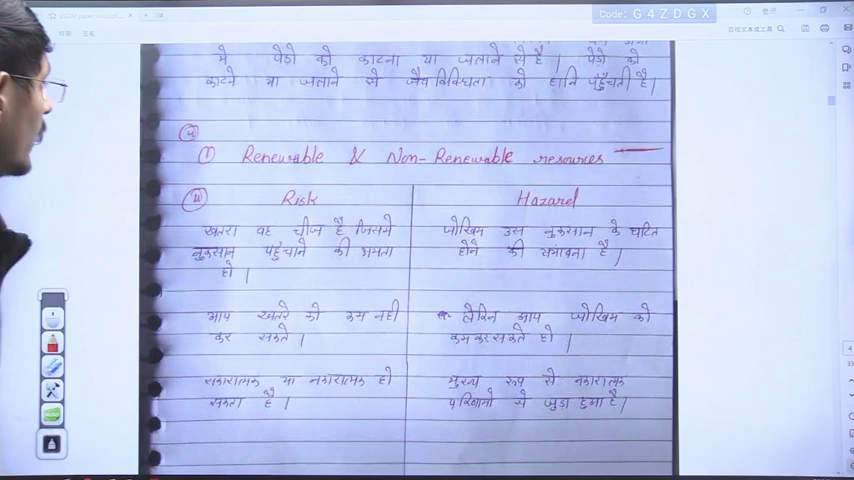 Code: G 4 Z D G X
में पेडो को काटना या जलाने से है | पेडो को
काटने या जलाने से जैव विविधता को हानि पहुँचती है |
① Renewable & Non-Renewable resources
ⅲ Risk Hazard
खतरा वह चीज है जिसमे
नुकसान पहुंचाने की क्षमता
हो |
जोखिम उस नुकसान के घटित
होने की संभावना है |
आप खतरे को कम नही
कर सकते |
लेकिन आप जोखिम को
कम कर सकते हो |
सकारात्मक या नकारात्मक हो
सकता है |
मुख्य रूप से नकारात्मक
परिणामो से जुडा हुआ है |